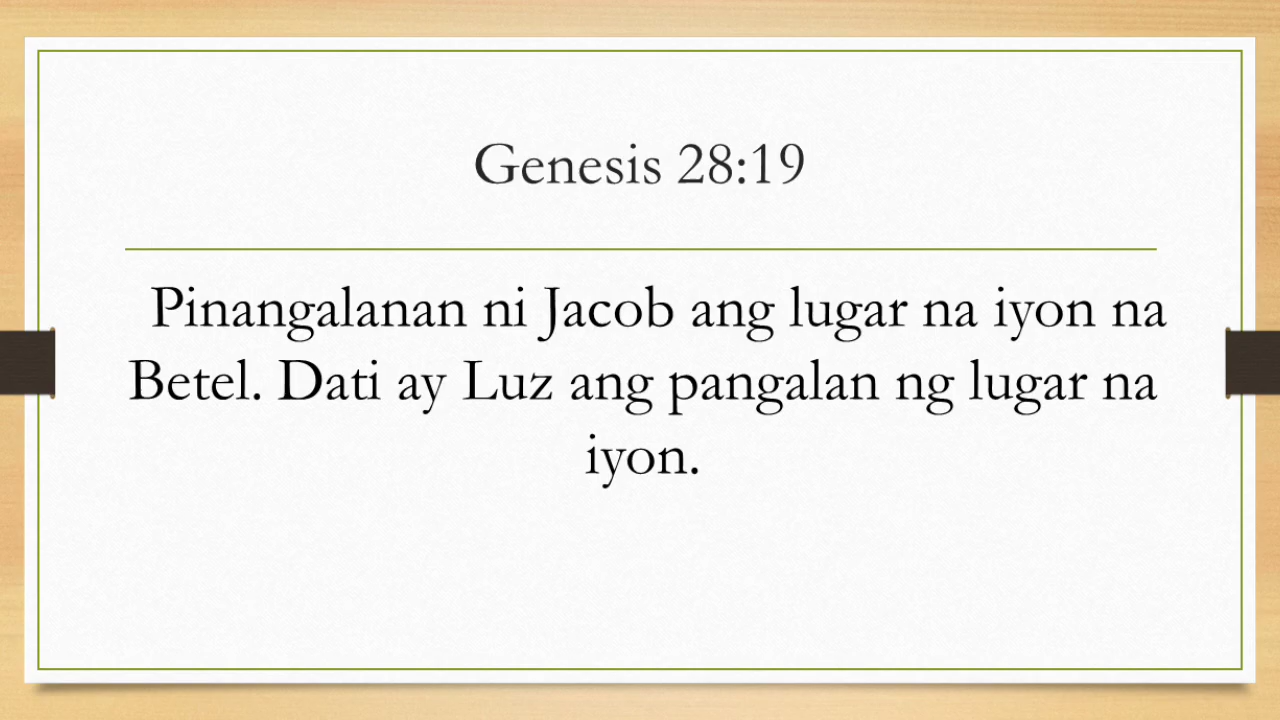 Genesis 28:19
Pinangalanan ni Jacob ang lugar na iyon na
Betel. Dati ay Luz ang pangalan ng lugar na
iyon.